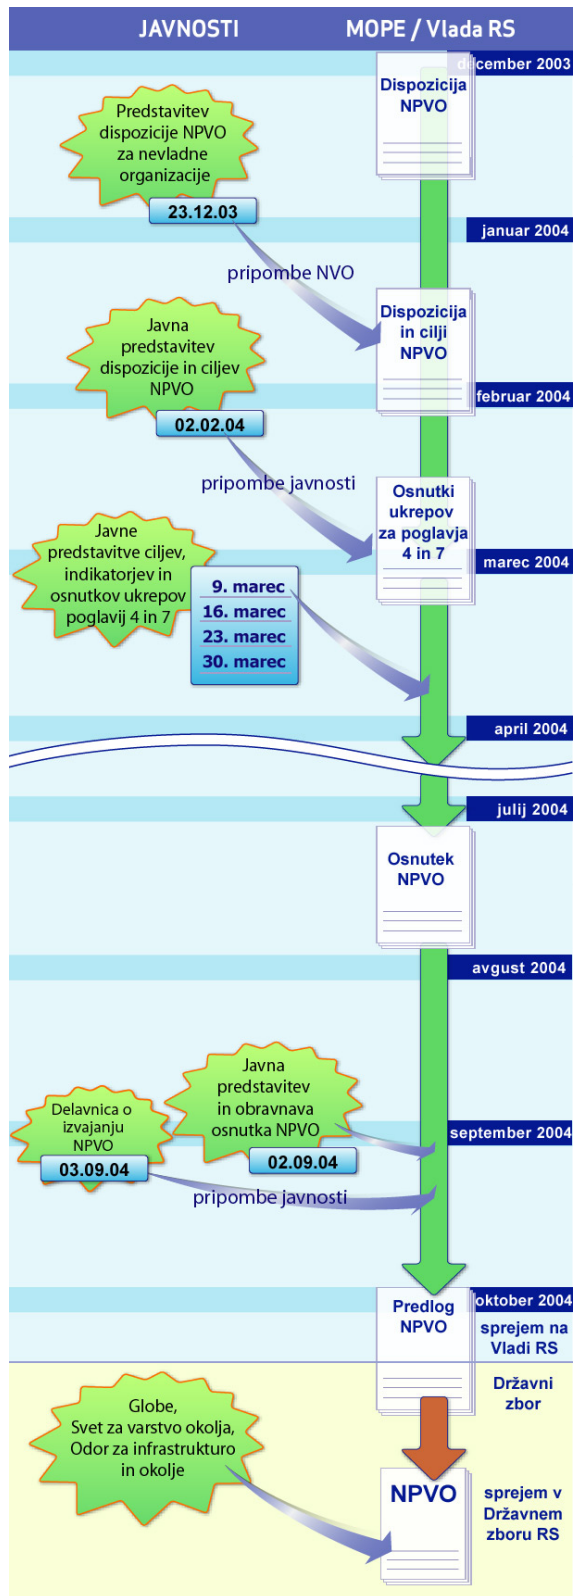 JAVNOSTI
MOPE / Vlada RS
december 2003
Dispozicija
NPVO
Predstavitev
dispozicije NPVO
za nevladne
organizacije
23.12.03
januar 2004
pripombe NVO
Dispozicija
in cilji
NPVO
Javna
predstavitev
dispozicije in ciljev
NPVO
februar 2004
02.02.04
pripombe javnosti
Osnutki
ukrepov
za poglavja
4 in 7
Javne
predstavitve ciljev,
indikatorjev in
osnutkov ukrepov
poglavij 4 in 7
marec 2004
9. marec
16. marec
23. marec
30. marec
april 2004
julij 2004
Osnutek
NPVO
avgust 2004
Javna
predstavitev
in obravnava
osnutka NPVO
02.09.04
Delavnica o
izvajanju
NPVO
03.09.04
september 2004
pripombe javnosti
oktober 2004
Predlog
NPVO
sprejem na
Vladi RS
Državni
zbor
Globe,
Svet za varstvo okolja,
Odor za infrastrukturo
in okolje
NPVO
sprejem v
Državnem
zboru RS